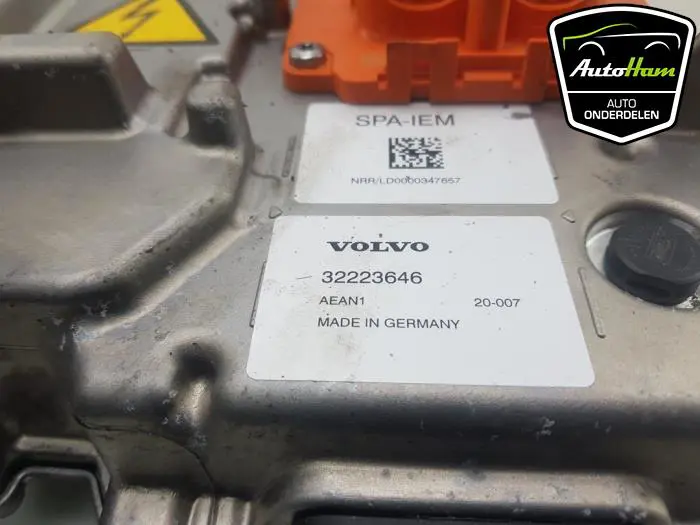 AutoHam
AUTO
ONDERDELEN
SPA-IEM
NRR/LD0000347657
VOLVO
32223646
AEAN1 20-007
MADE IN GERMANY